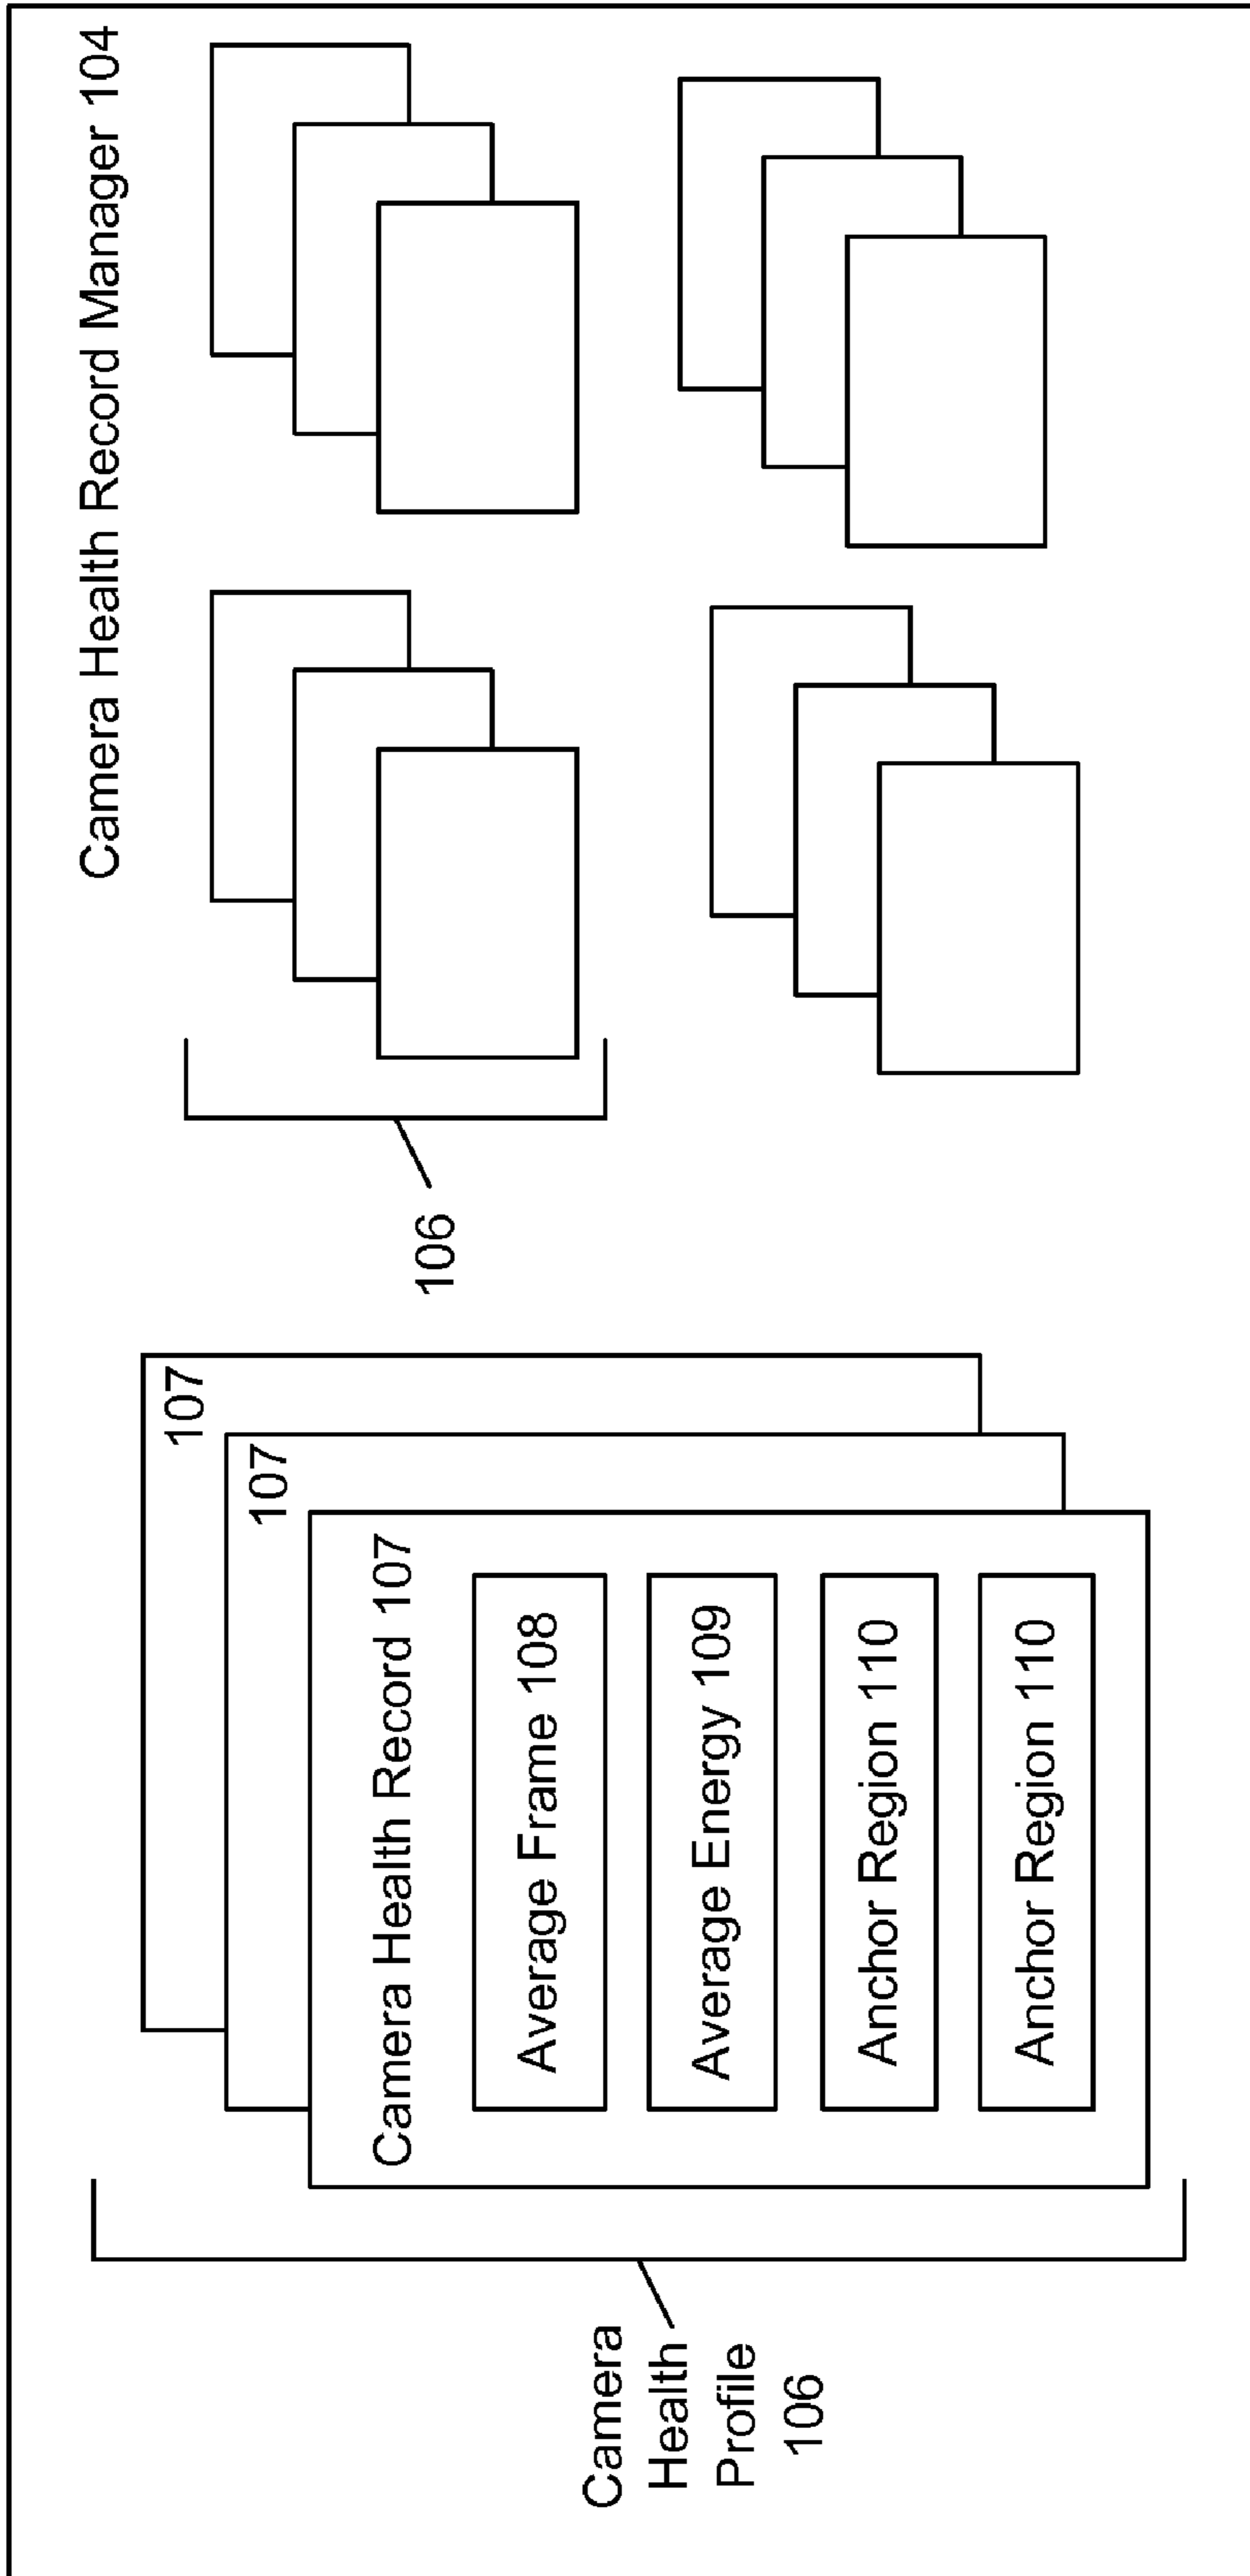 Camera Health Record Manager 104
107
107
Camera Health Record 107
Average Frame 108
Average Energy 109
Anchor Region 110
Anchor Region 110
Camera
Health
Profile
106
106